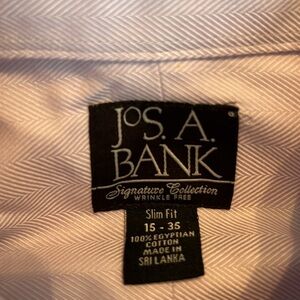 JOS. A.
BANK
Signature Collection
WRINKLE FREE
Slim Fit
15 - 35
100% EGYPTIAN
COTTON
MADE IN
SRI LANKA